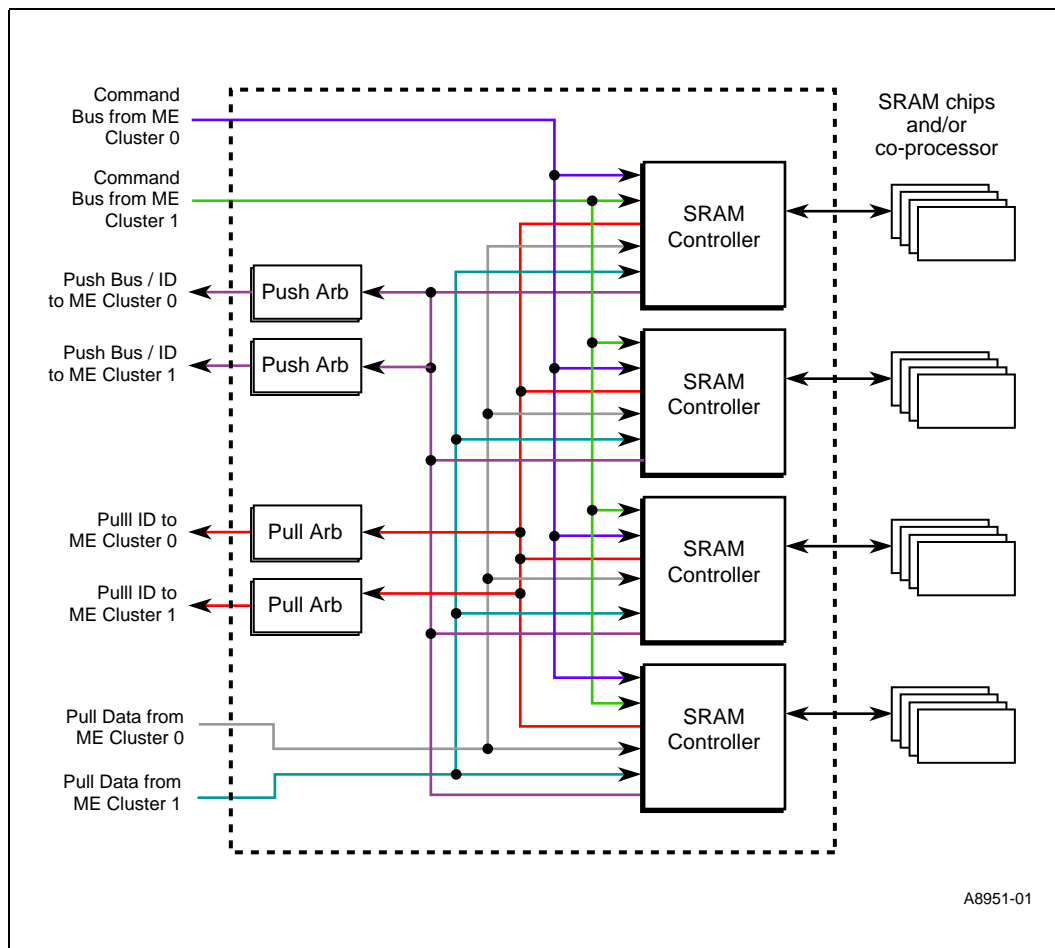 Command
Bus from ME
Cluster 0
Command
Bus from ME
Cluster 1
Push Bus / ID
to ME Cluster 0
Push Bus / ID
to ME Cluster 1
Pulll ID to
ME Cluster 0
Pulll ID to
ME Cluster 1
Pull Data from
ME Cluster 0
Pull Data from
ME Cluster 1
Push Arb
Push Arb
Pull Arb
Pull Arb
SRAM
Controller
SRAM
Controller
SRAM
Controller
SRAM
Controller
SRAM chips
and/or
co-processor
A8951-01